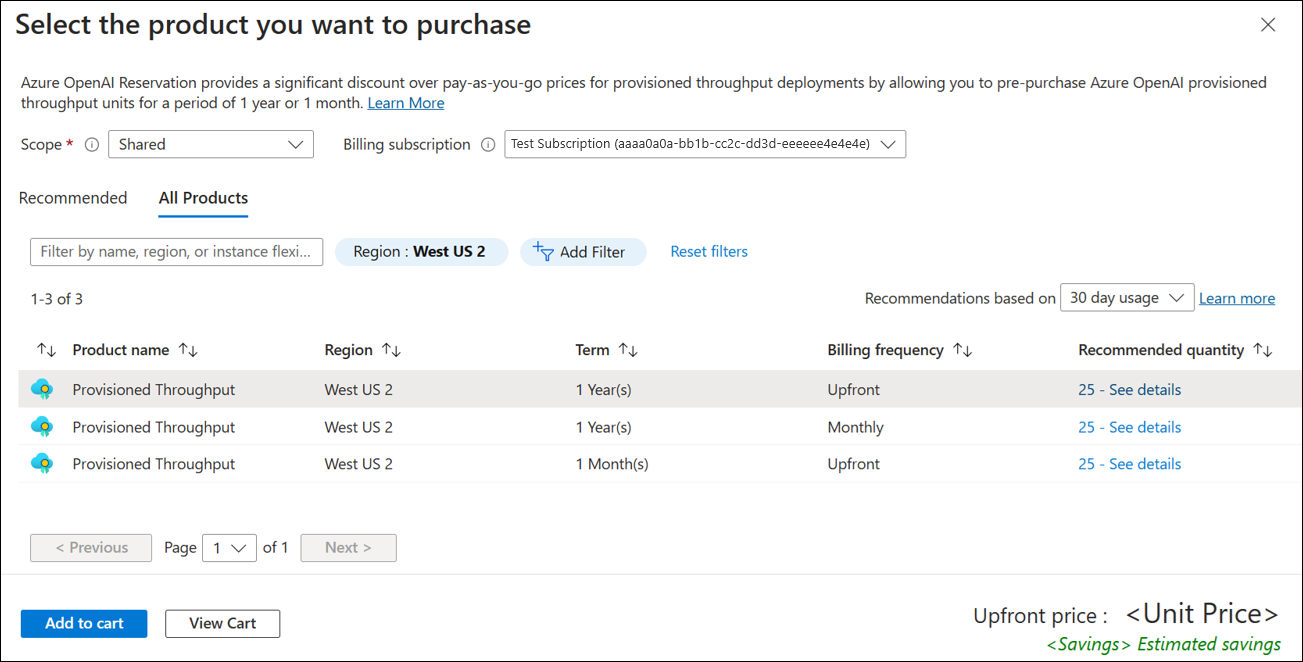 Select the product you want to purchase
Azure OpenAI Reservation provides a significant discount over pay-as-you-go prices for provisioned throughput deployments by allowing you to pre-purchase Azure OpenAI provisioned
throughput units for a period of 1 year or 1 month. Learn More
Scope * Shared Billing subscription Test Subscription (aaaa0a0a-bb1b-cc2c-dd3d-eeeeee4e4e4e)
Recommended All Products
Filter by name, region, or instance flexi... Region : West US 2 Add Filter Reset filters
1-3 of 3 Recommendations based on 30 day usage Learn more
Product name Region Term Billing frequency Recommended quantity
Provisioned Throughput West US 2 1 Year(s) Upfront 25 - See details
Provisioned Throughput West US 2 1 Year(s) Monthly 25 - See details
Provisioned Throughput West US 2 1 Month(s) Upfront 25 - See details
< Previous Page 1 of 1 Next >
Add to cart View Cart Upfront price : <Unit Price>
<Savings> Estimated savings